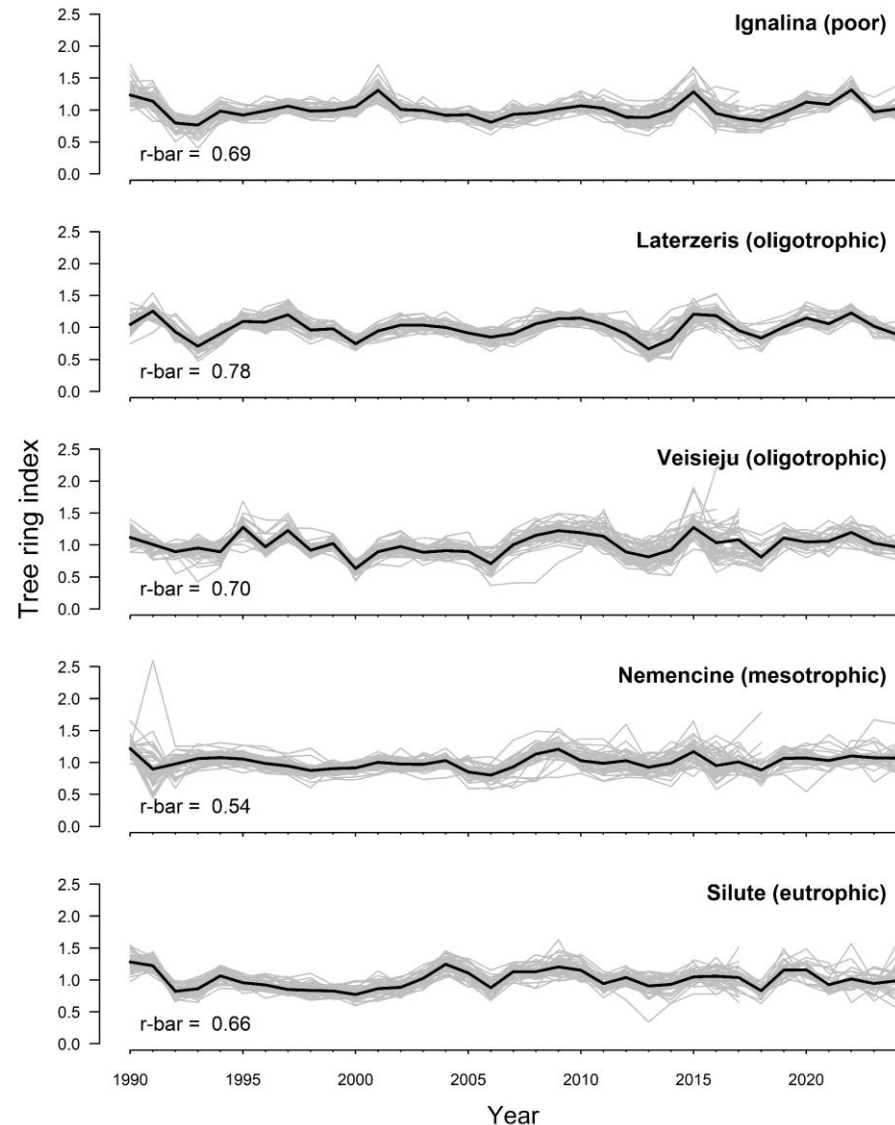 Tree ring index
Ignalina (poor)
2.5
2.0
1.5
1.0
0.5
0.0
r-bar = 0.69
Laterzeris (oligotrophic)
2.5
2.0
1.5
1.0
0.5
0.0
r-bar = 0.78
Veisieju (oligotrophic)
2.5
2.0
1.5
1.0
0.5
0.0
r-bar = 0.70
Nemencine (mesotrophic)
2.5
2.0
1.5
1.0
0.5
0.0
r-bar = 0.54
Silute (eutrophic)
2.5
2.0
1.5
1.0
0.5
0.0
r-bar = 0.66
1990 1995 2000 2005 2010 2015 2020
Year